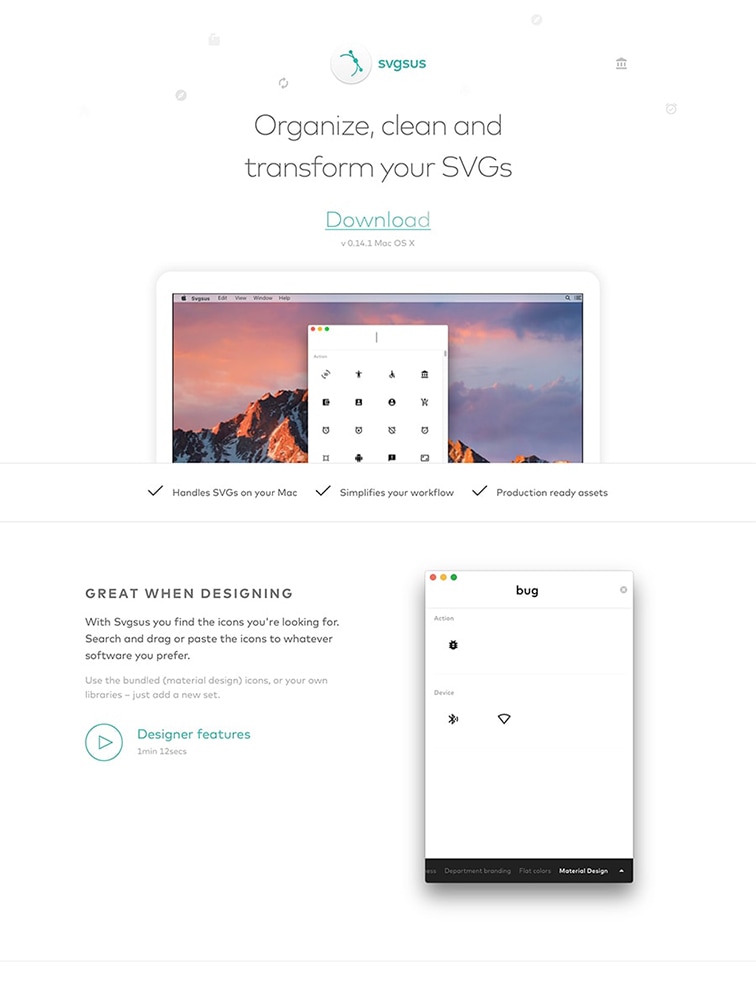 svgsus
Organize, clean and
transform your SVGs
Download
v 0.14.1 Mac OS X
Svgsus Edit View Window Help
Action
Handles SVGs on your Mac
Simplifies your workflow
Production ready assets
GREAT WHEN DESIGNING
With Svgsus you find the icons you're looking for.
Search and drag or paste the icons to whatever
software you prefer.
Use the bundled (material design) icons, or your own
libraries – just add a new set.
Designer features
1min 12secs
bug
Action
Device
ess Department branding Flat colors Material Design